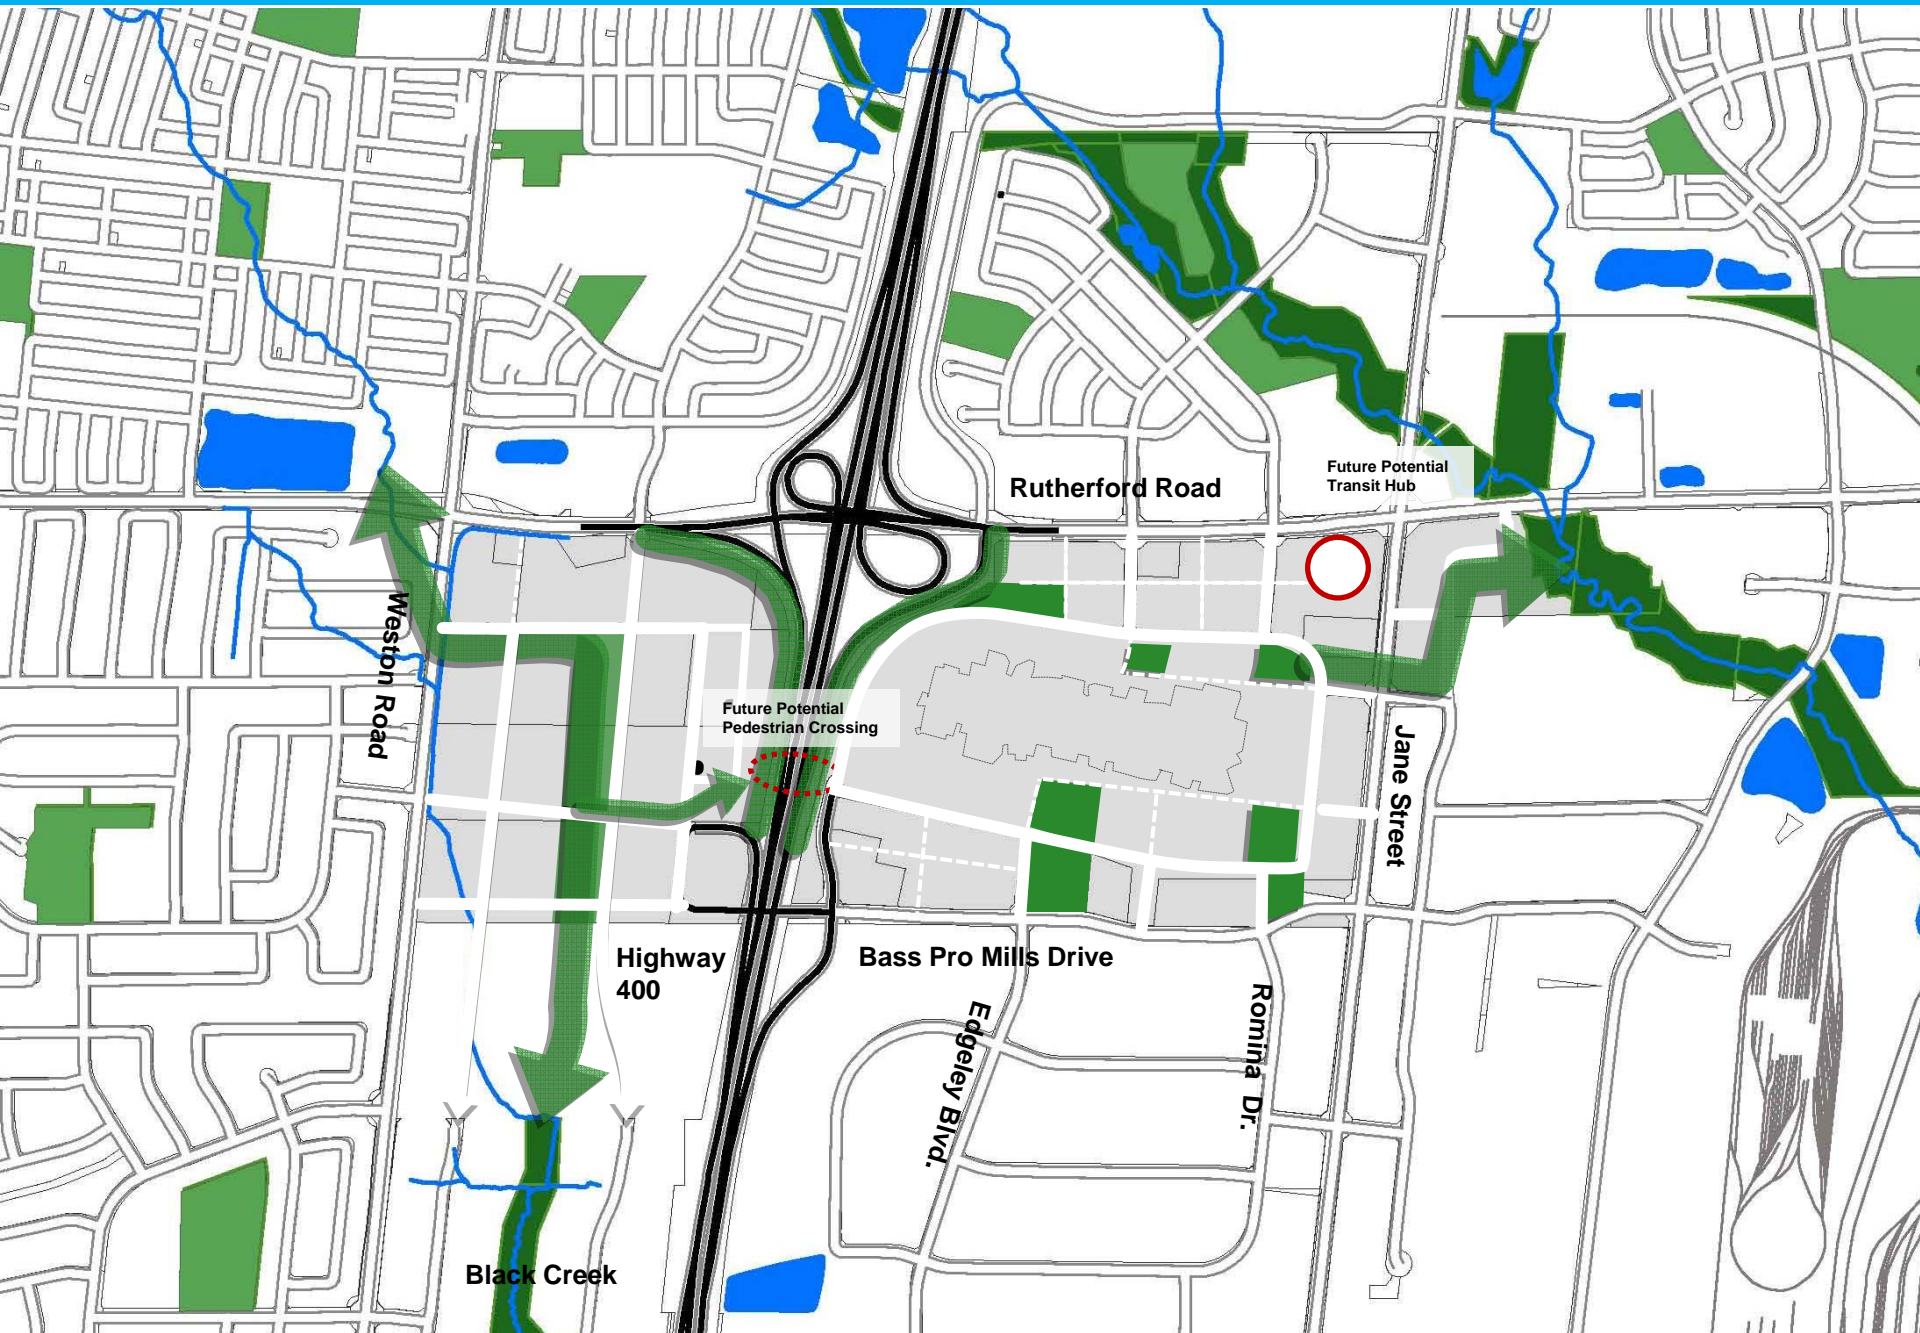 Rutherford Road
Future Potential
Transit Hub
Weston Road
Future Potential
Pedestrian Crossing
Jane Street
Highway
400
Bass Pro Mills Drive
Edgeley Blvd.
Romina Dr.
Black Creek